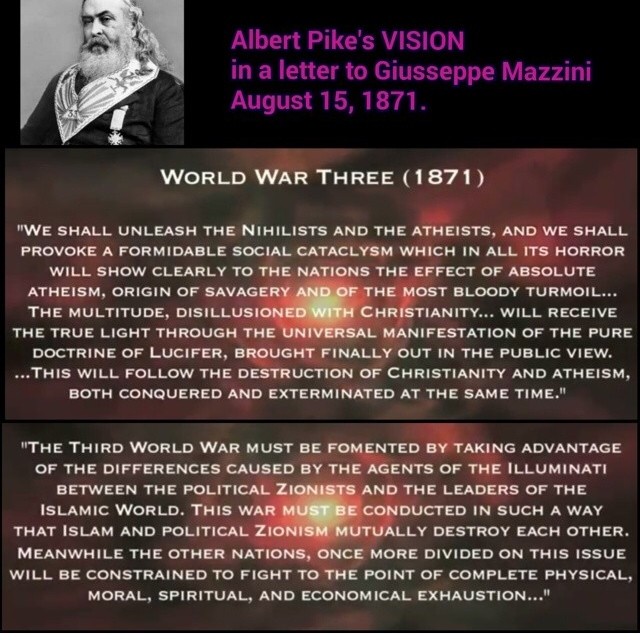 Albert Pike's VISION
in a letter to Giusseppe Mazzini
August 15, 1871.
WORLD WAR THREE (1871)
"WE SHALL UNLEASH THE NIHILISTS AND THE ATHEISTS, AND WE SHALL
PROVOKE A FORMIDABLE SOCIAL CATACLYSM WHICH IN ALL ITS HORROR
WILL SHOW CLEARLY TO THE NATIONS THE EFFECT OF ABSOLUTE
ATHEISM, ORIGIN OF SAVAGERY AND OF THE MOST BLOODY TURMOIL...
THE MULTITUDE, DISILLUSIONED WITH CHRISTIANITY... WILL RECEIVE
THE TRUE LIGHT THROUGH THE UNIVERSAL MANIFESTATION OF THE PURE
DOCTRINE OF LUCIFER, BROUGHT FINALLY OUT IN THE PUBLIC VIEW.
...THIS WILL FOLLOW THE DESTRUCTION OF CHRISTIANITY AND ATHEISM,
BOTH CONQUERED AND EXTERMINATED AT THE SAME TIME."
"THE THIRD WORLD WAR MUST BE FOMENTED BY TAKING ADVANTAGE
OF THE DIFFERENCES CAUSED BY THE AGENTS OF THE ILLUMINATI
BETWEEN THE POLITICAL ZIONISTS AND THE LEADERS OF THE
ISLAMIC WORLD. THIS WAR MUST BE CONDUCTED IN SUCH A WAY
THAT ISLAM AND POLITICAL ZIONISM MUTUALLY DESTROY EACH OTHER.
MEANWHILE THE OTHER NATIONS, ONCE MORE DIVIDED ON THIS ISSUE
WILL BE CONSTRAINED TO FIGHT TO THE POINT OF COMPLETE PHYSICAL,
MORAL, SPIRITUAL, AND ECONOMICAL EXHAUSTION..."